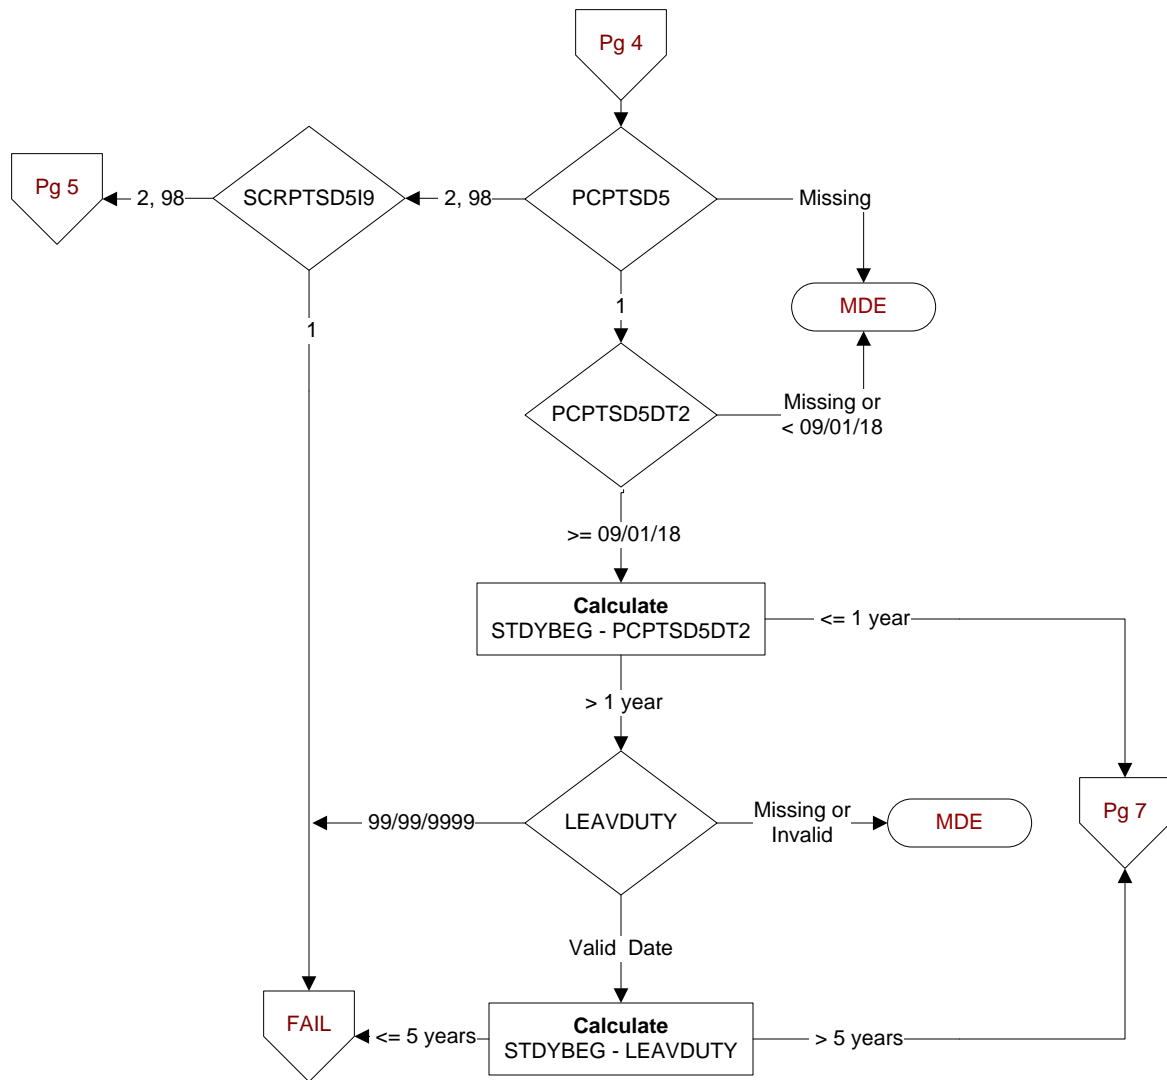 Pg 4
Pg 5
2, 98
SCRPTSD5I9
2, 98
PCPTSD5
Missing
1
1
MDE
PCPTSD5DT2
Missing or
< 09/01/18
>= 09/01/18
Calculate
STDYBEG - PCPTSD5DT2
<= 1 year
> 1 year
99/99/9999
LEAVDUTY
Missing or
Invalid
MDE
Pg 7
Valid  Date
FAIL
<= 5 years
Calculate
STDYBEG - LEAVDUTY
> 5 years